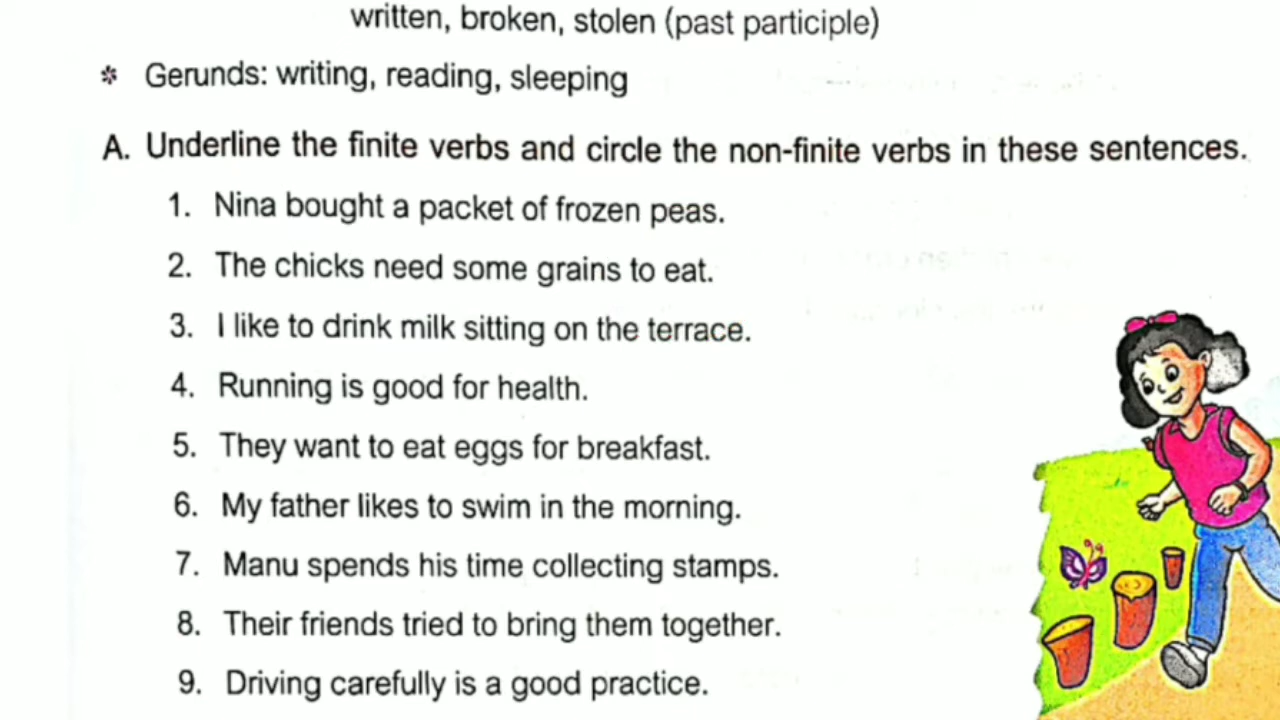 written, broken, stolen (past participle)
* Gerunds: writing, reading, sleeping
A. Underline the finite verbs and circle the non-finite verbs in these sentences.
1. Nina bought a packet of frozen peas.
2. The chicks need some grains to eat.
3. I like to drink milk sitting on the terrace.
4. Running is good for health.
5. They want to eat eggs for breakfast.
6. My father likes to swim in the morning.
7. Manu spends his time collecting stamps.
8. Their friends tried to bring them together.
9. Driving carefully is a good practice.